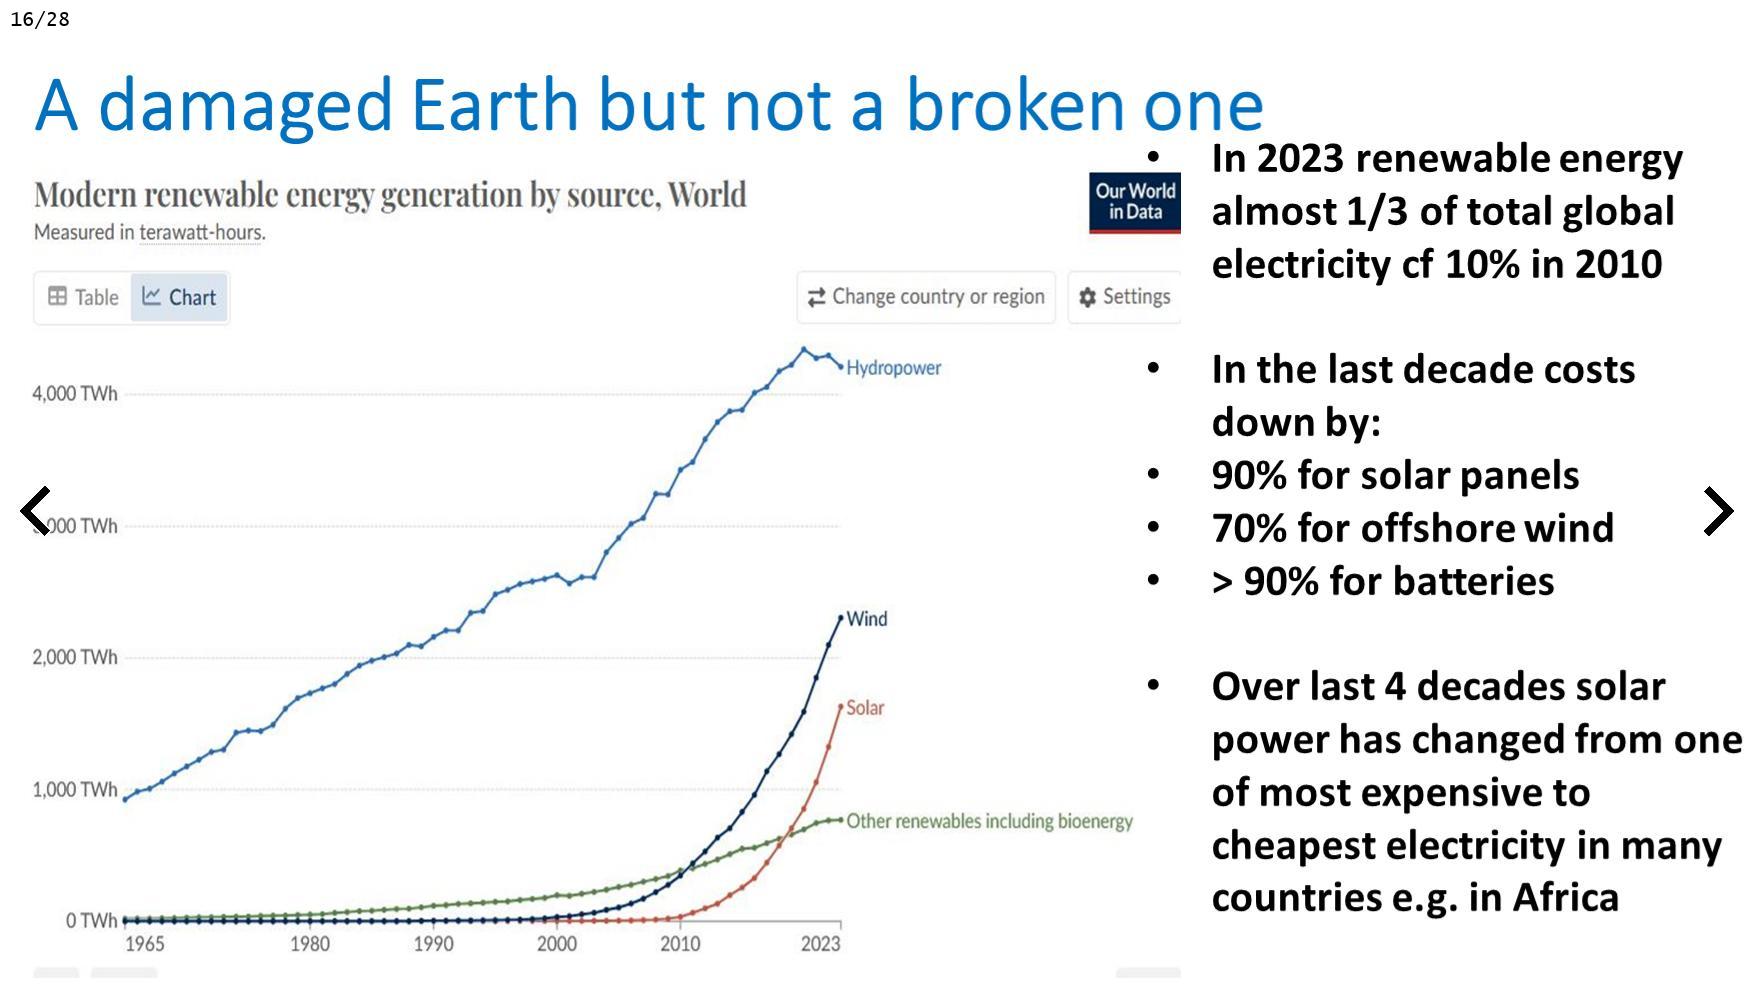 16/28
A damaged Earth but not a broken one
Modern renewable energy generation by source, World
Measured in terawatt-hours.
Our World
in Data
Table
Chart
Change country or region
Settings
4,000 TWh
000 TWh
2,000 TWh
1,000 TWh
0 TWh
Hydropower
Wind
Solar
Other renewables including bioenergy
1965
1980
1990
2000
2010
2023
• In 2023 renewable energy
almost 1/3 of total global
electricity cf 10% in 2010
• In the last decade costs
down by:
• 90% for solar panels
• 70% for offshore wind
• > 90% for batteries
• Over last 4 decades solar
power has changed from one
of most expensive to
cheapest electricity in many
countries e.g. in Africa